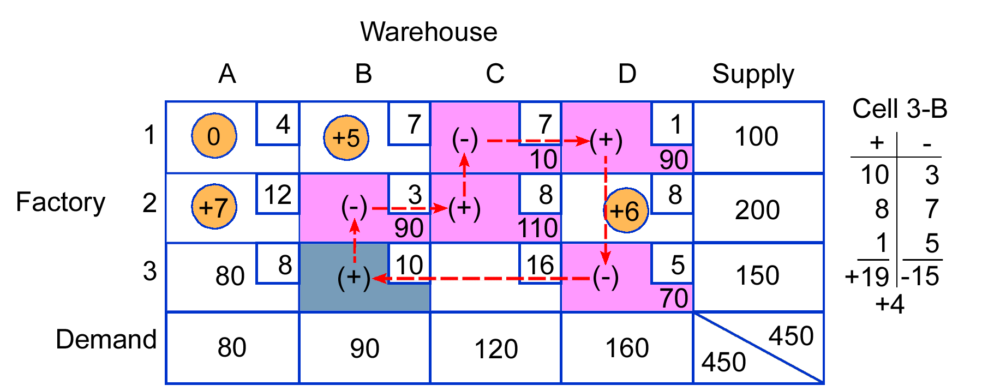 Warehouse
A B C D Supply
Cell 3-B
+ -
1 0 4 +5 7 (-) 7 10 (+) 1 90 100
10 3
Factory 2 +7 12 (-) 3 90 (+) 8 110 +6 8 200
8 7
1 5
3 80 8 (+) 10 16 (-) 5 70 150
+19 -15
+4
Demand 80 90 120 160 450 450